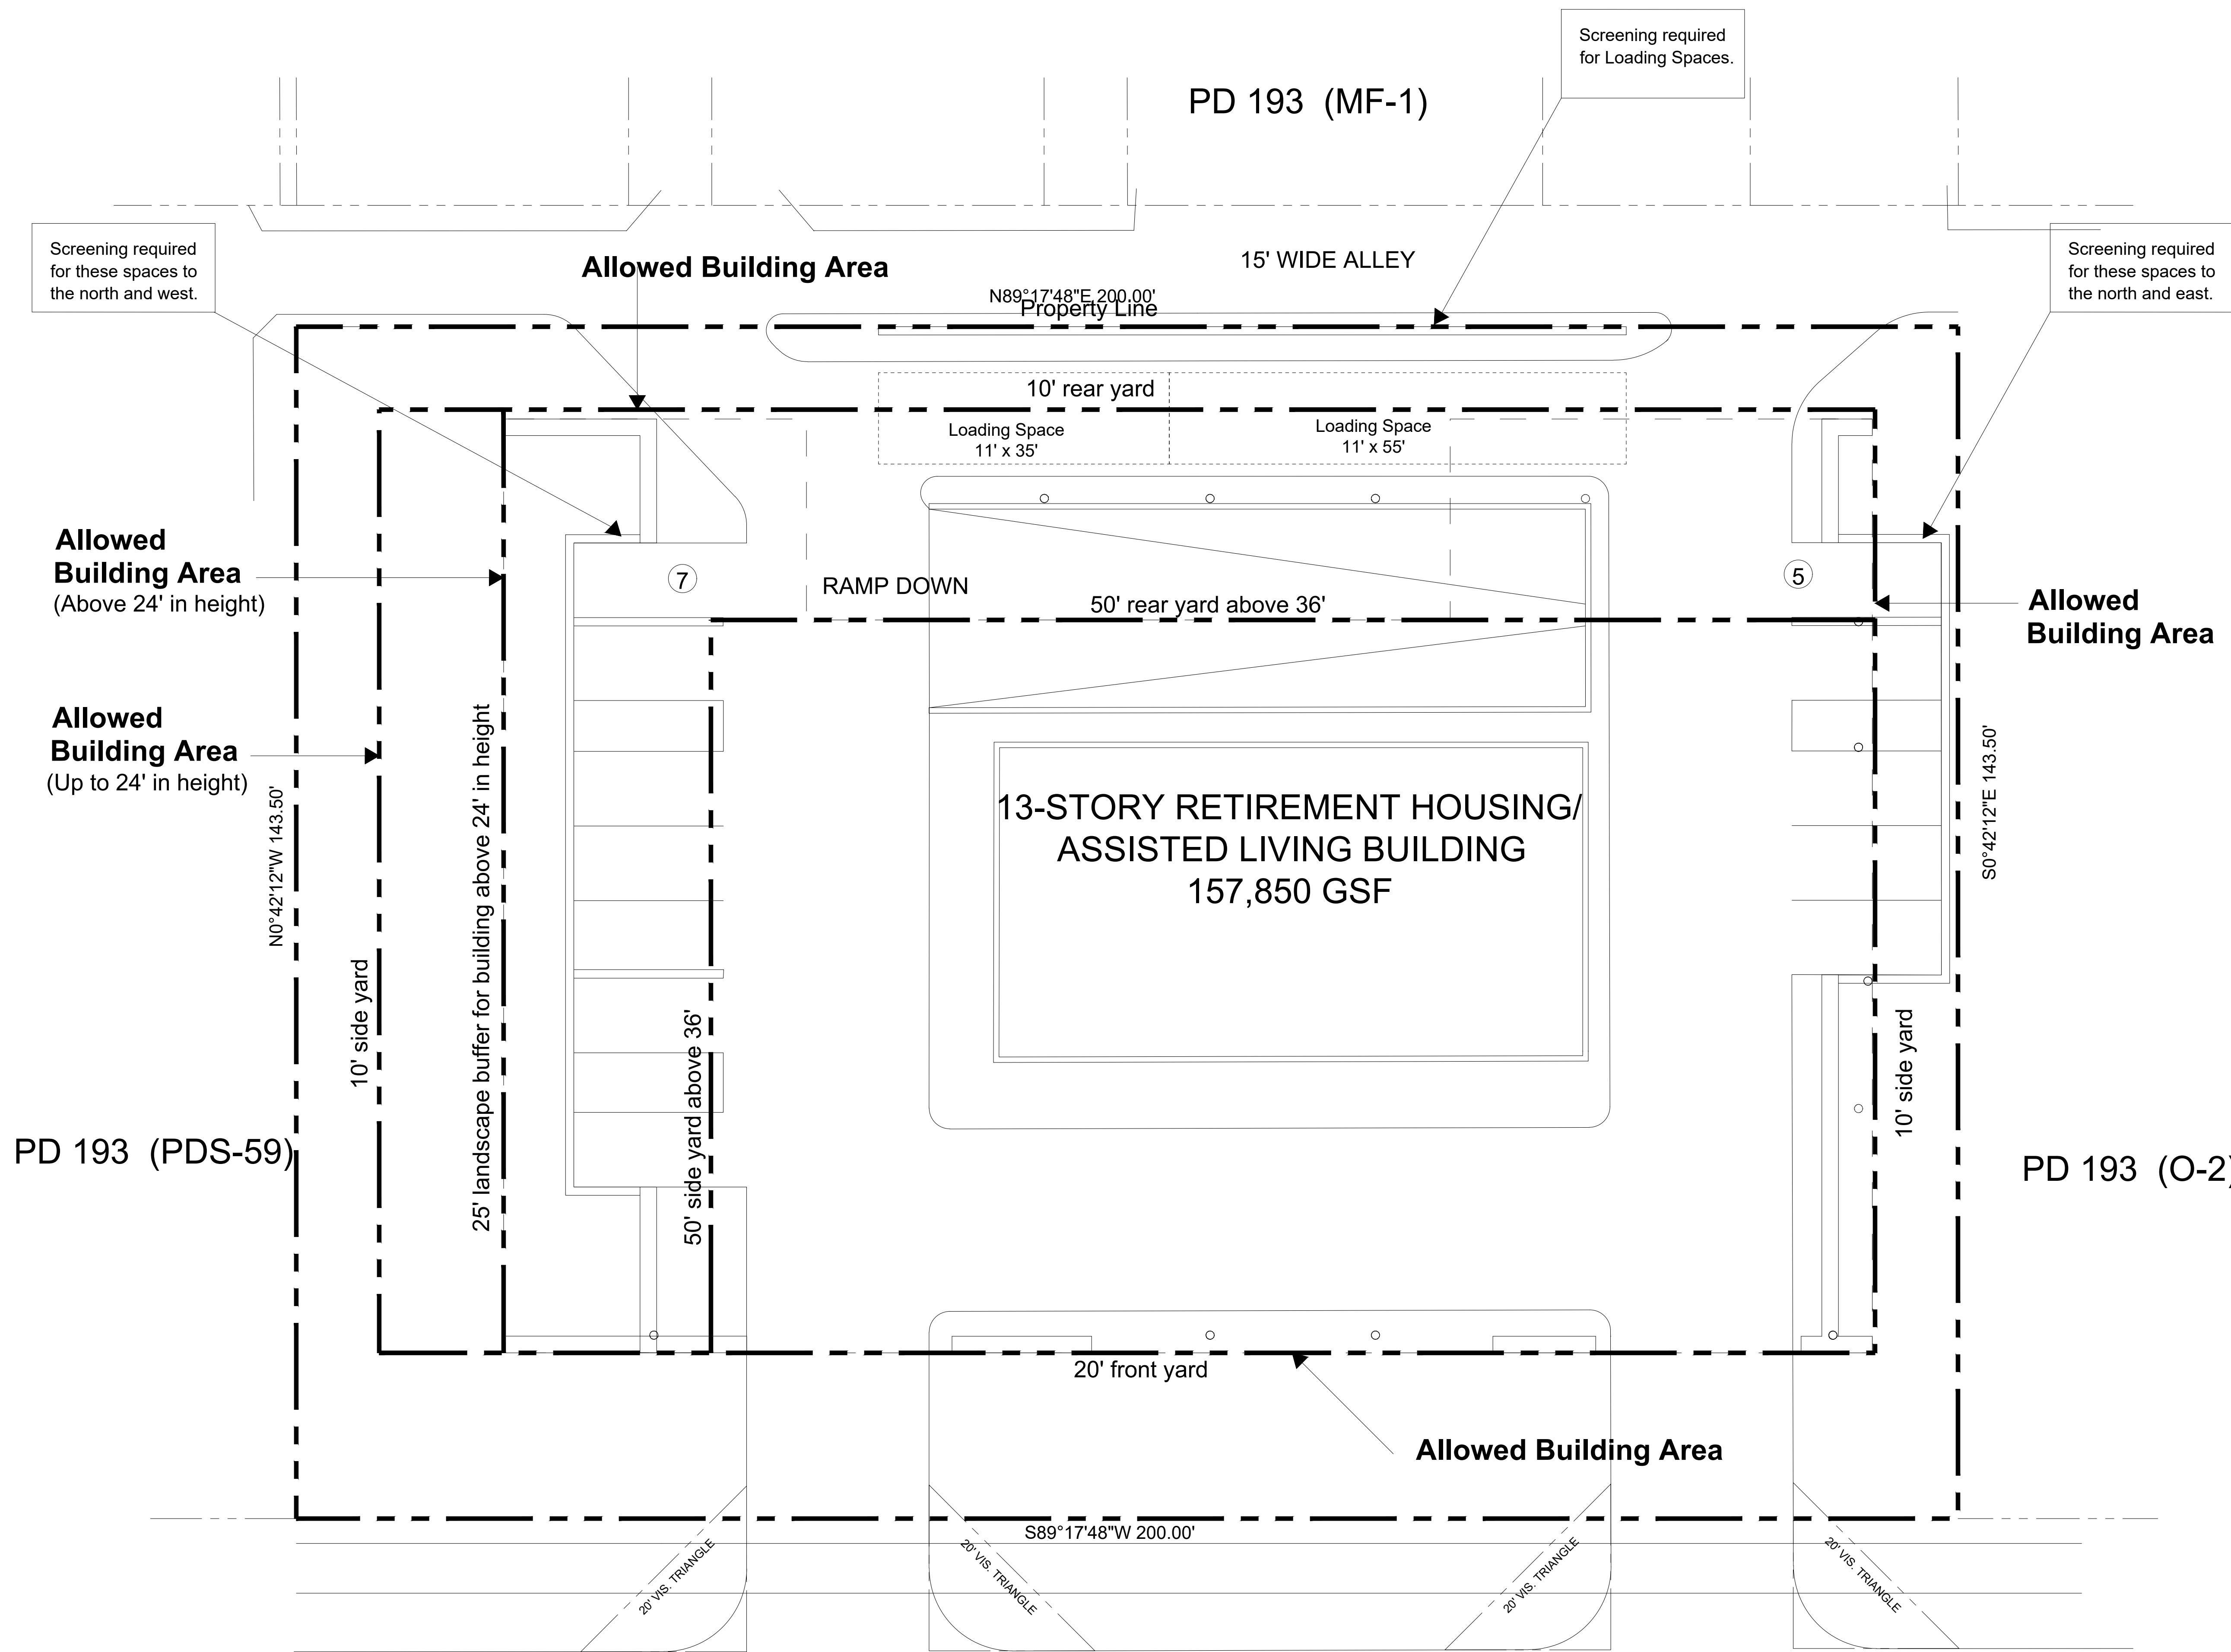 Screening required
for Loading Spaces.
PD 193 (MF-1)
Screening required
for these spaces to
the north and west.
Allowed Building Area
15' WIDE ALLEY
Screening required
for these spaces to
the north and east.
N89°17'48"E 200.00'
Property Line
10' rear yard
Loading Space
11' x 35'
Loading Space
11' x 55'
Allowed
Building Area
(Above 24' in height)
7
RAMP DOWN
50' rear yard above 36'
5
Allowed
Building Area
Allowed
Building Area
(Up to 24' in height)
N0°42'12"W 143.50'
10' side yard
25' landscape buffer for building above 24' in height
50' side yard above 36'
13-STORY RETIREMENT HOUSING/
ASSISTED LIVING BUILDING
157,850 GSF
S0°42'12"E 143.50'
10' side yard
PD 193 (PDS-59)
PD 193 (O-2)
20' front yard
Allowed Building Area
S89°17'48"W 200.00'
20' VIS. TRIANGLE
20' VIS. TRIANGLE
20' VIS. TRIANGLE
20' VIS. TRIANGLE